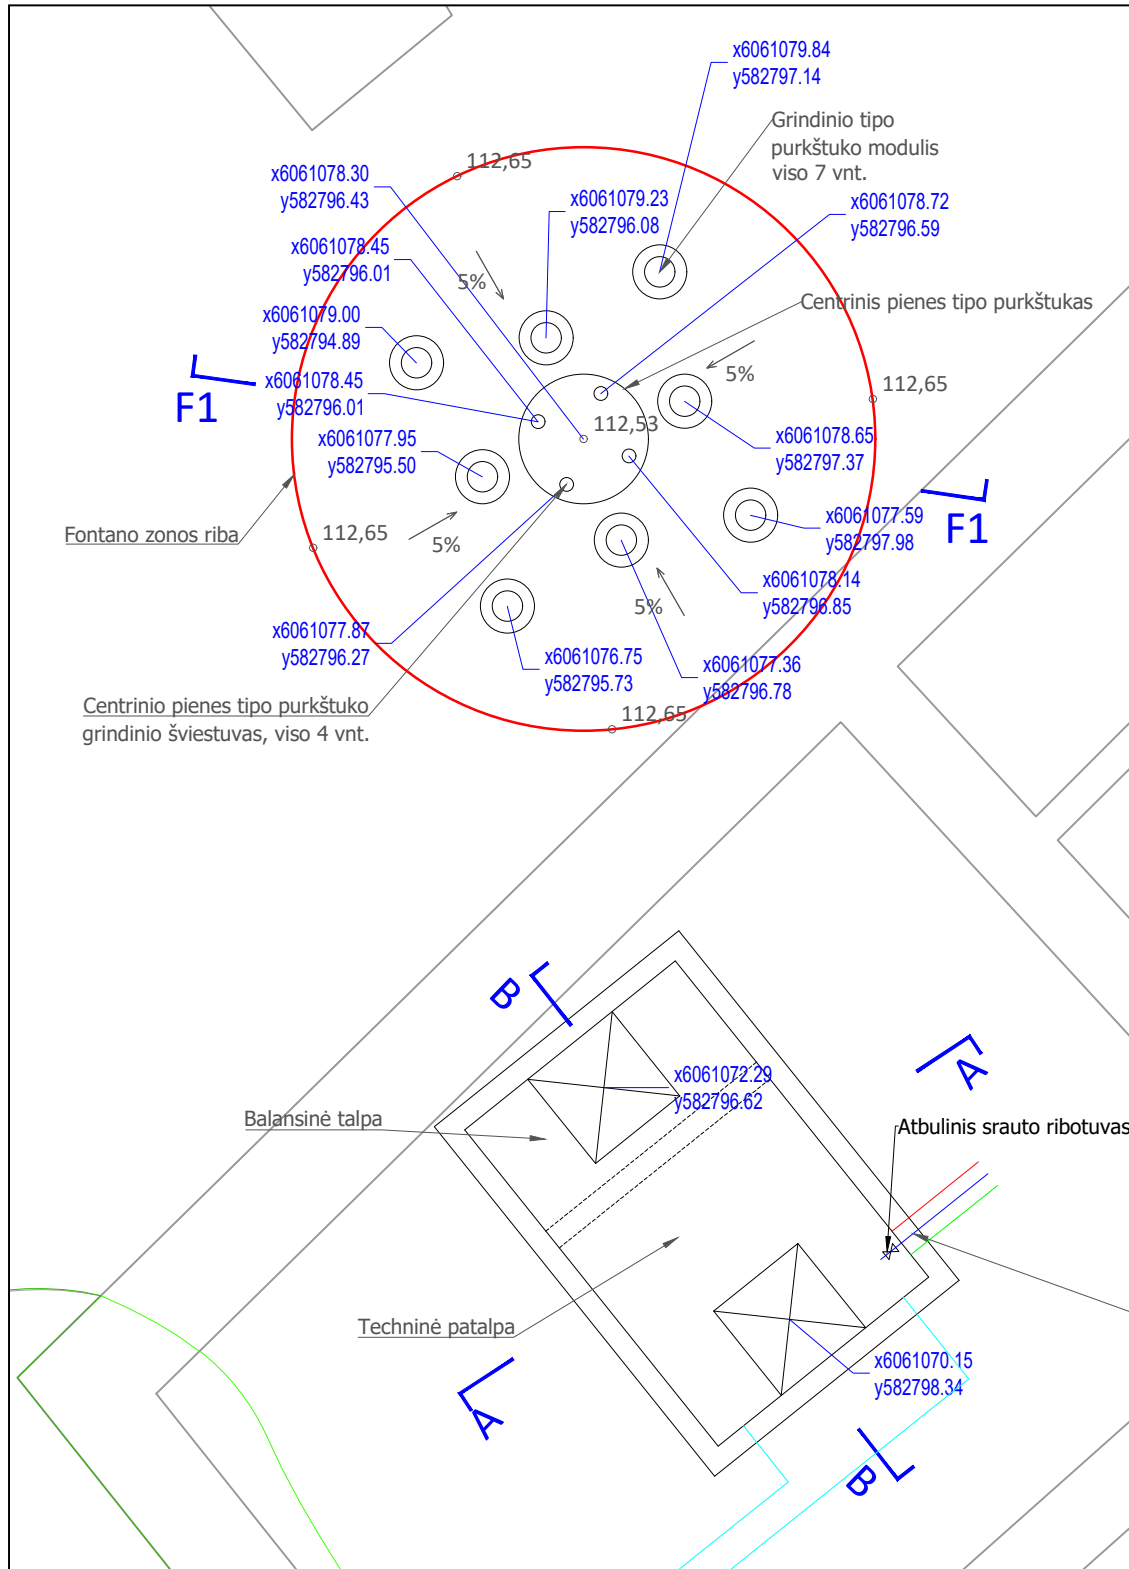 x6061079.84
y582797.14
Grindinio tipo
purkštuko modulis
viso 7 vnt.
112,65
x6061078.30
y582796.43
x6061079.23
y582796.08
x6061078.72
y582796.59
x6061078.45
y582796.01
5%
Centrinis pienes tipo purkštukas
x6061079.00
y582794.89
5%
F1
x6061078.45
y582796.01
112,65
112,53
x6061077.95
y582795.50
x6061078.65
y582797.37
Fontano zonos riba
112,65
5%
x6061077.59
y582797.98
F1
x6061078.14
y582796.85
5%
x6061077.87
y582796.27
x6061076.75
y582795.73
x6061077.36
y582796.78
Centrinio pienes tipo purkštuko
grindinio šviestuvas, viso 4 vnt.
112,65
B
x6061072.29
y582796.62
A
Balansinė talpa
Atbulinis srauto ribotuvas
Techninė patalpa
x6061070.15
y582798.34
A
B